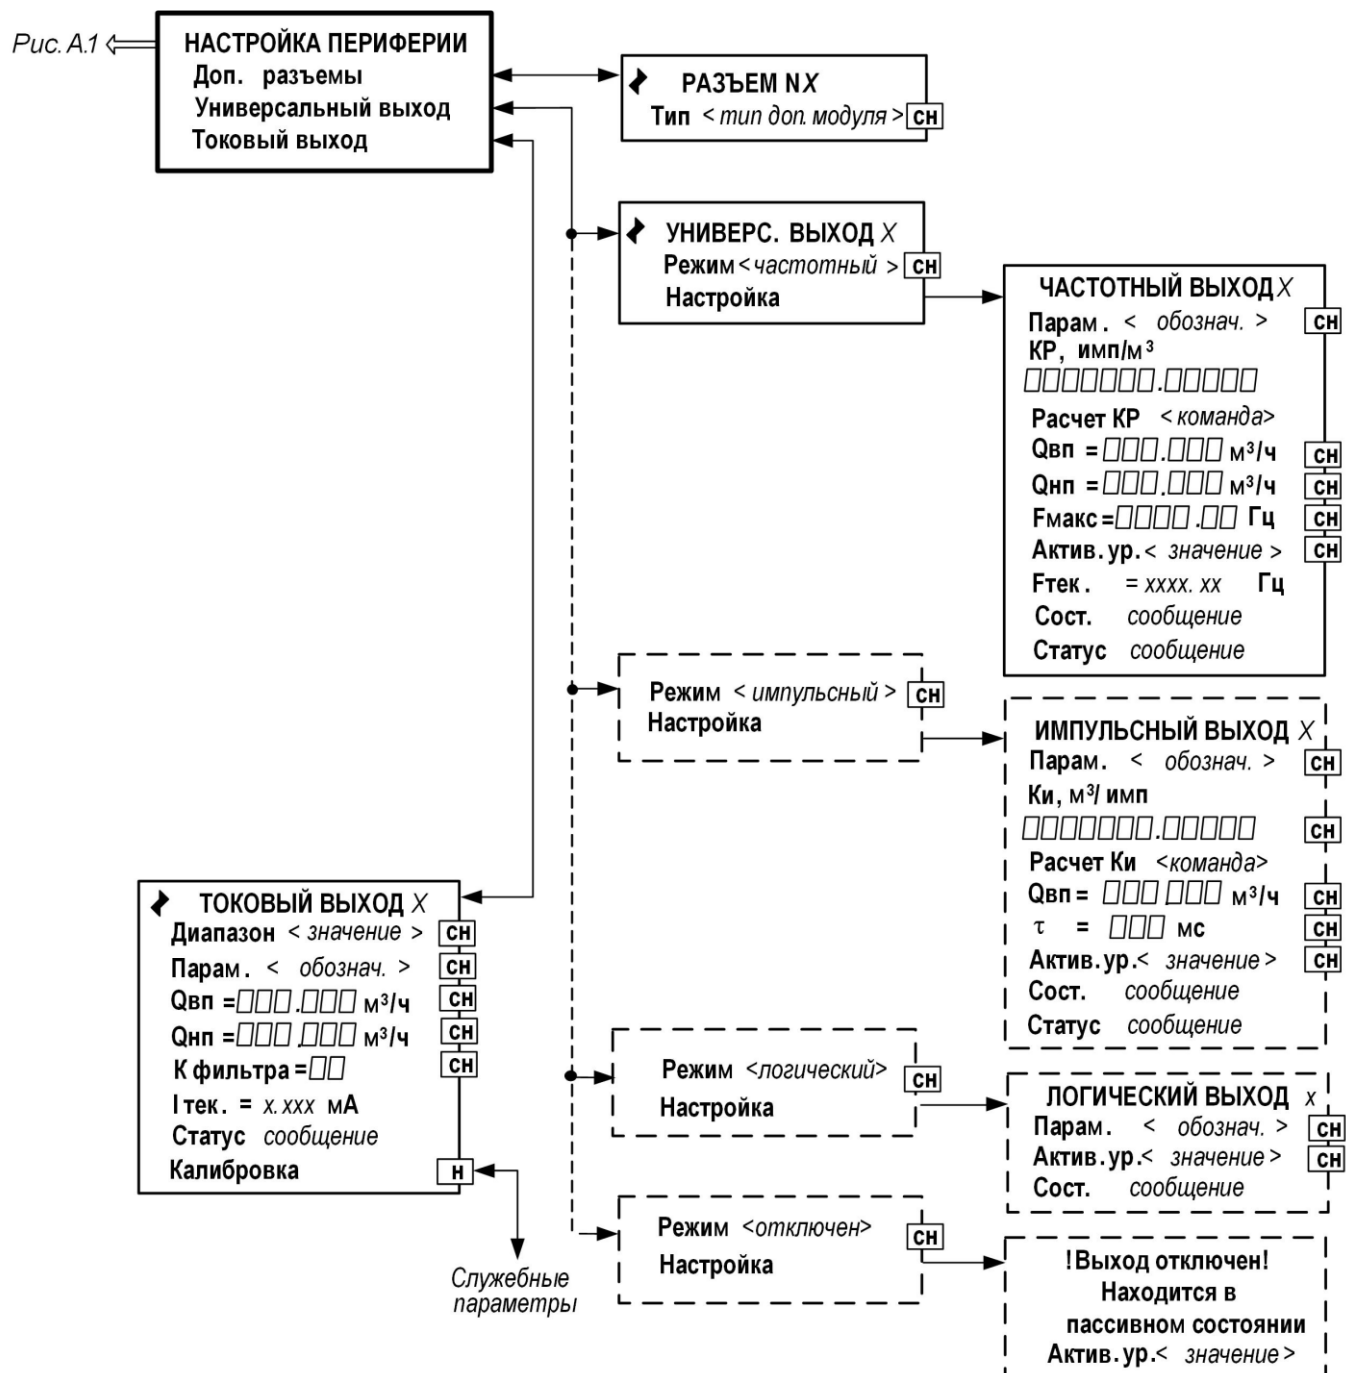 Рис. А.1
НАСТРОЙКА ПЕРИФЕРИИ
Доп. разъемы
Универсальный выход
Токовый выход
РАЗЪЕМ NX
Тип < тип доп. модуля > СН
УНИВЕРС. ВЫХОД X
Режим < частотный > СН
Настройка
ЧАСТОТНЫЙ ВЫХОД X
Парам. < обознач. > СН
КР, имп/м³
□□□□□□□.□□□□□
Расчет КР <команда>
Qвп =□□□.□□□ м³/ч СН
Qнп =□□□.□□□ м³/ч СН
Fмакс=□□□□.□□ Гц СН
Актив.ур.< значение > СН
Fтек. = xxxx. xx Гц
Сост. сообщение
Статус сообщение
Режим < импульсный > СН
Настройка
ИМПУЛЬСНЫЙ ВЫХОД X
Парам. < обознач. > СН
Ки, м³/ имп
□□□□□□□.□□□□□ СН
Расчет Ки <команда>
Qвп = □□□.□□□ м³/ч СН
τ = □□□ мс СН
Актив.ур.< значение > СН
Сост. сообщение
Статус сообщение
ТОКОВЫЙ ВЫХОД X
Диапазон < значение > СН
Парам. < обознач. > СН
Qвп =□□□.□□□ м³/ч СН
Qнп =□□□.□□□ м³/ч СН
К фильтра =□□ СН
I тек. = x. xxx мА
Статус сообщение
Калибровка Н
Служебные
параметры
Режим <логический> СН
Настройка
ЛОГИЧЕСКИЙ ВЫХОД x
Парам. < обознач. > СН
Актив.ур.< значение > СН
Сост. сообщение
Режим <отключен> СН
Настройка
!Выход отключен!
Находится в
пассивном состоянии
Актив.ур.< значение >